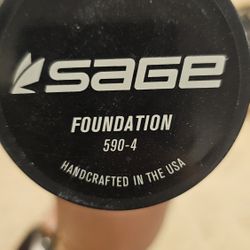 SAGE
FOUNDATION
590-4
HANDCRAFTED IN THE USA